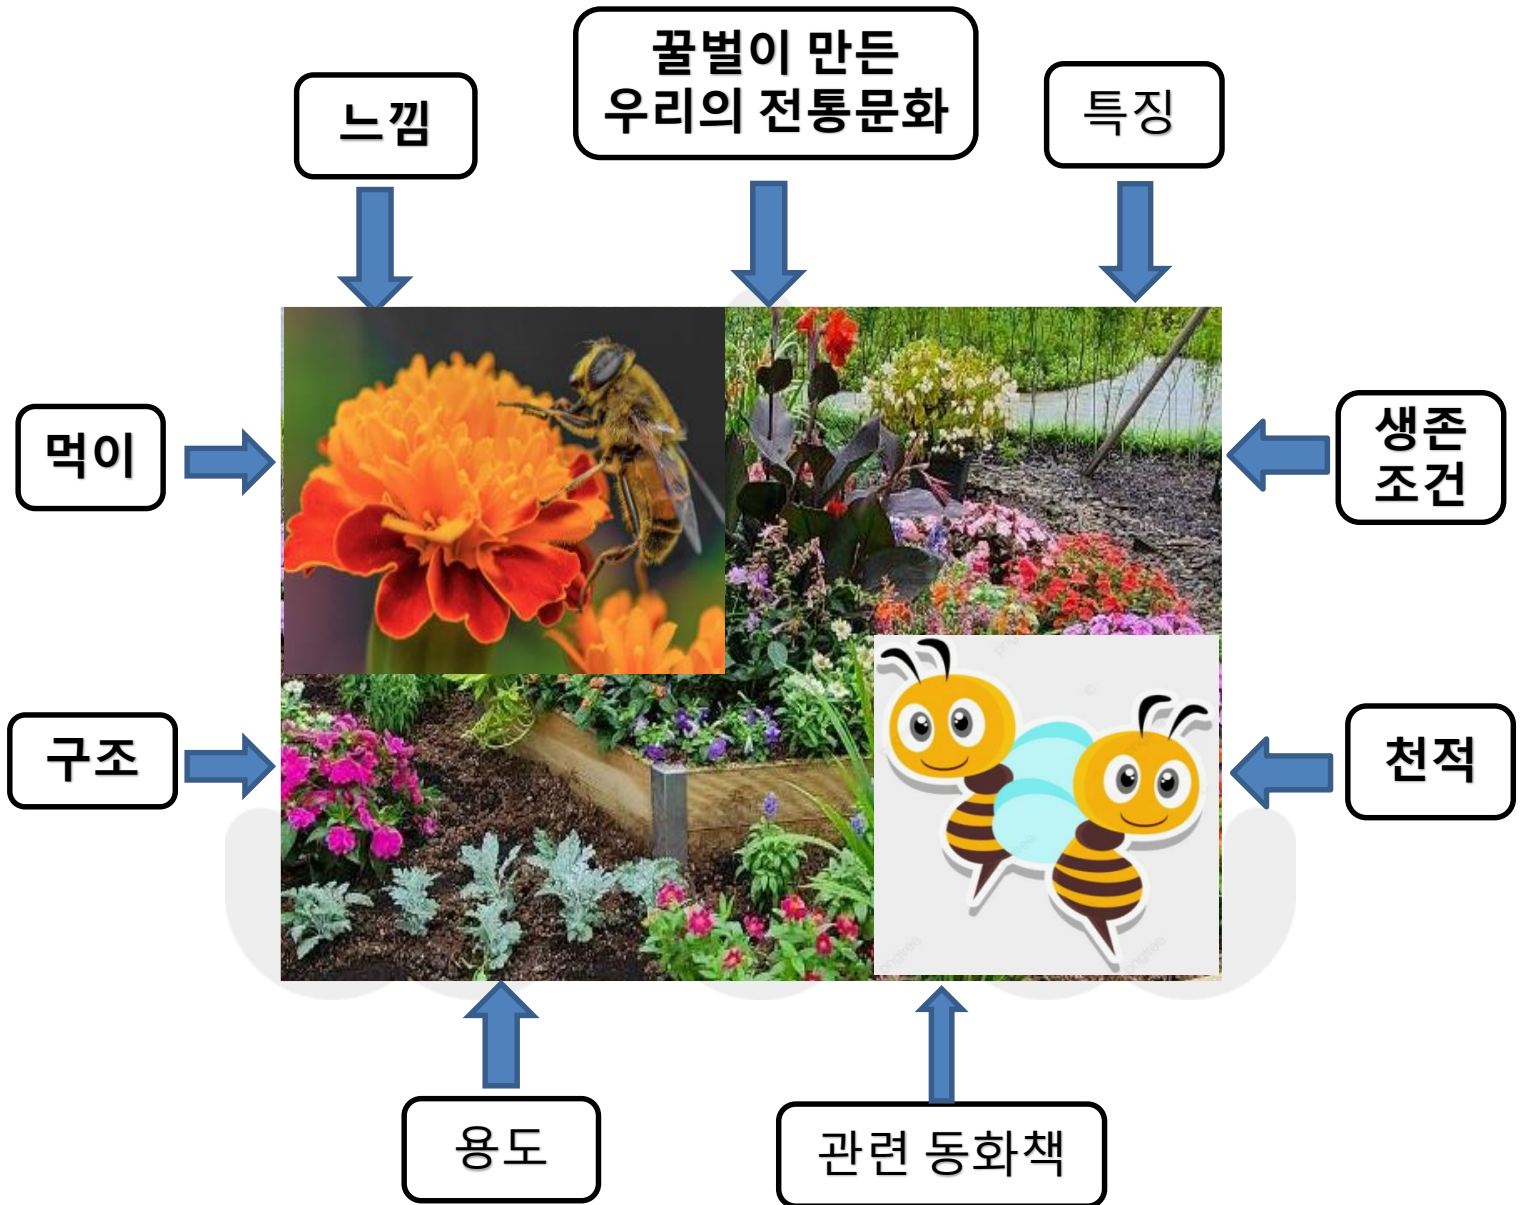 꿀벌이 만든
우리의 전통문화
느낌
특징
먹이
생존
조건
구조
천적
용도
관련 동화책